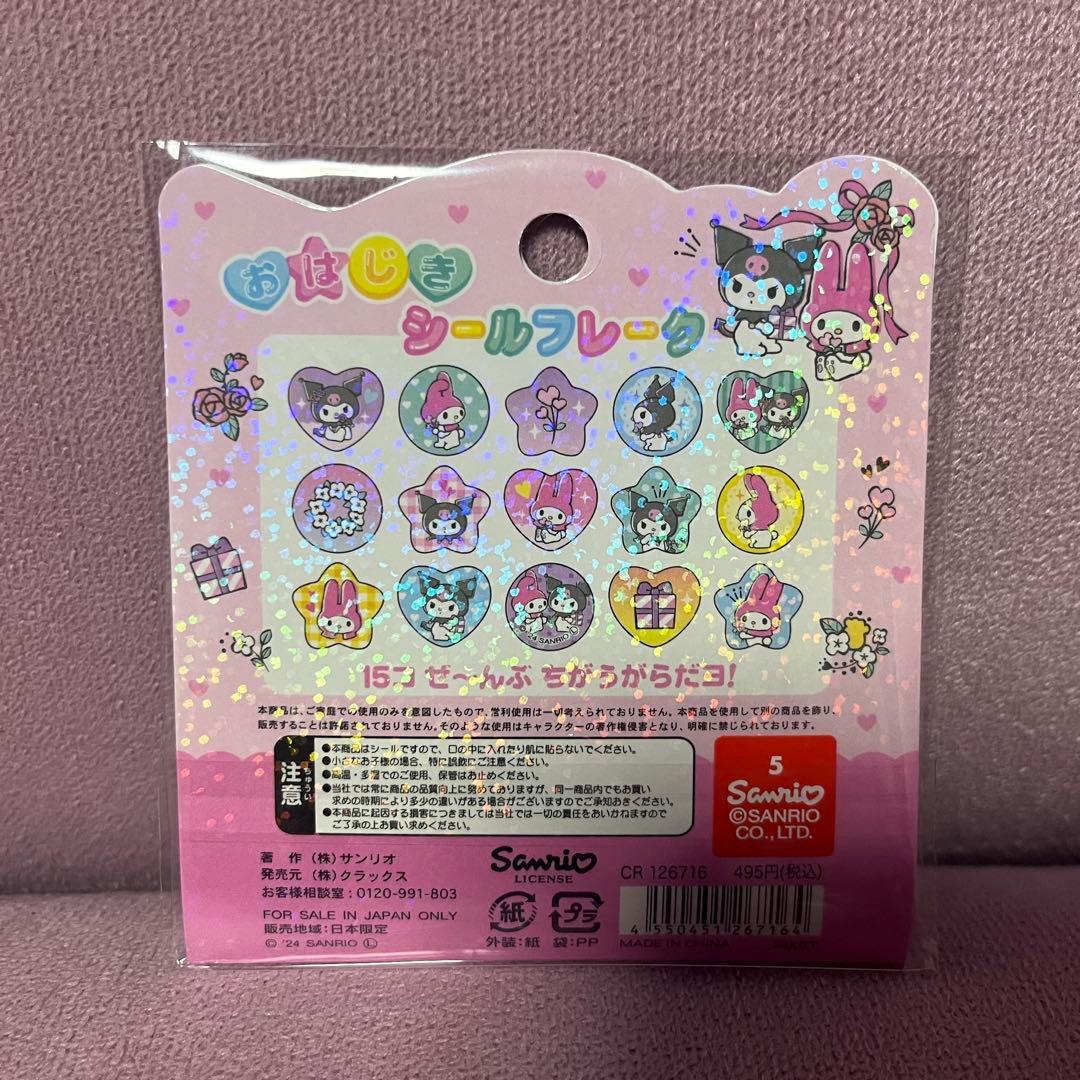 おはじき
シールフレーク
© '24 SANRIO Ⓛ
15コ ぜ〜んぶ ちがうがらだヨ!
本商品は、ご家庭での使用のみを意図したもので、営利使用は一切考えられておりません。本商品を使用して別の商品を飾り、
販売することは許諾されておりません。そのような使用はキャラクターの著作権侵害となり、明確に禁じられております。
注意
ちゅうい
●本商品はシールですので、口の中に入れたり肌に貼らないでください。
●小さなお子様の場合、特に誤飲にご注意ください。
●高温・多湿でのご使用、保管はお止めください。
●当社では常に商品の品質向上に努めておりますが、同一商品内でもお買い
求めの時期により多少の違いがある場合がございますのでご承知おきください。
●本商品に起因する損害につきましては当社では一切の責任をおいかねますので
ご了承の上お買い求めください。
5
Sanrio
©SANRIO
CO.,LTD.
著 作 (株)サンリオ
発売元 (株)クラックス
お客様相談室:0120-991-803
FOR SALE IN JAPAN ONLY
販売地域:日本限定
© '24 SANRIO Ⓛ
Sanrio
LICENSE
紙
プラ
外装:紙 袋:PP
CR 126716 495円(税込)
4 550451 267164
MADE IN CHINA